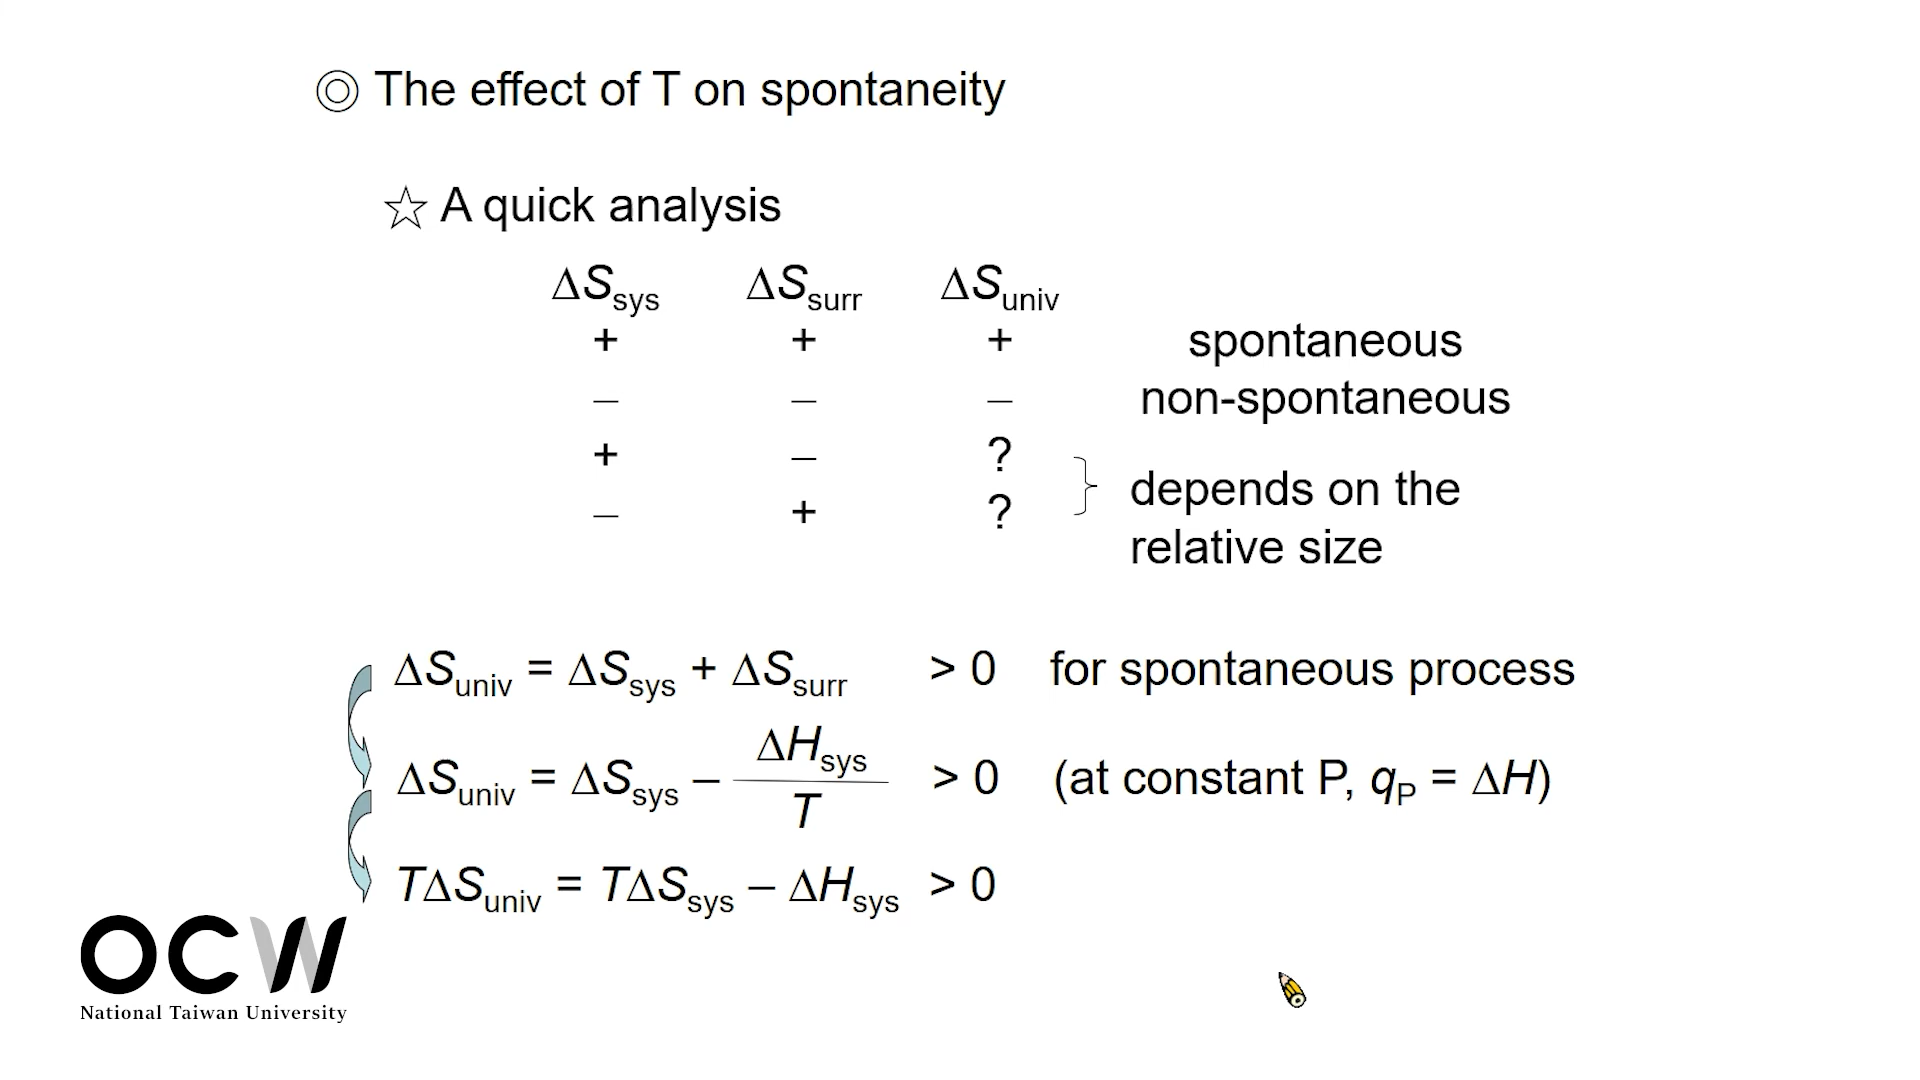 ◎ The effect of T on spontaneity
☆ A quick analysis
ΔS_sys ΔS_surr ΔS_univ
+ + + spontaneous
– – – non-spontaneous
+ – ?
– + ?
depends on the
relative size
ΔS_univ = ΔS_sys + ΔS_surr > 0 for spontaneous process
ΔS_univ = ΔS_sys – ΔH_sys / T > 0 (at constant P, q_P = ΔH)
TΔS_univ = TΔS_sys – ΔH_sys > 0
OCW
National Taiwan University